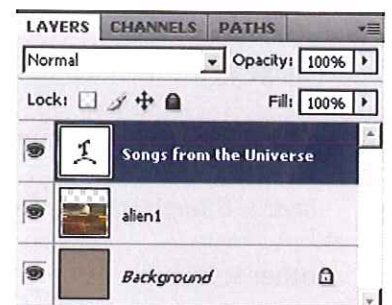 LAYERS CHANNELS PATHS
Normal Opacity: 100%
Lock: Fill: 100%
T Songs from the Universe
alien1
Background